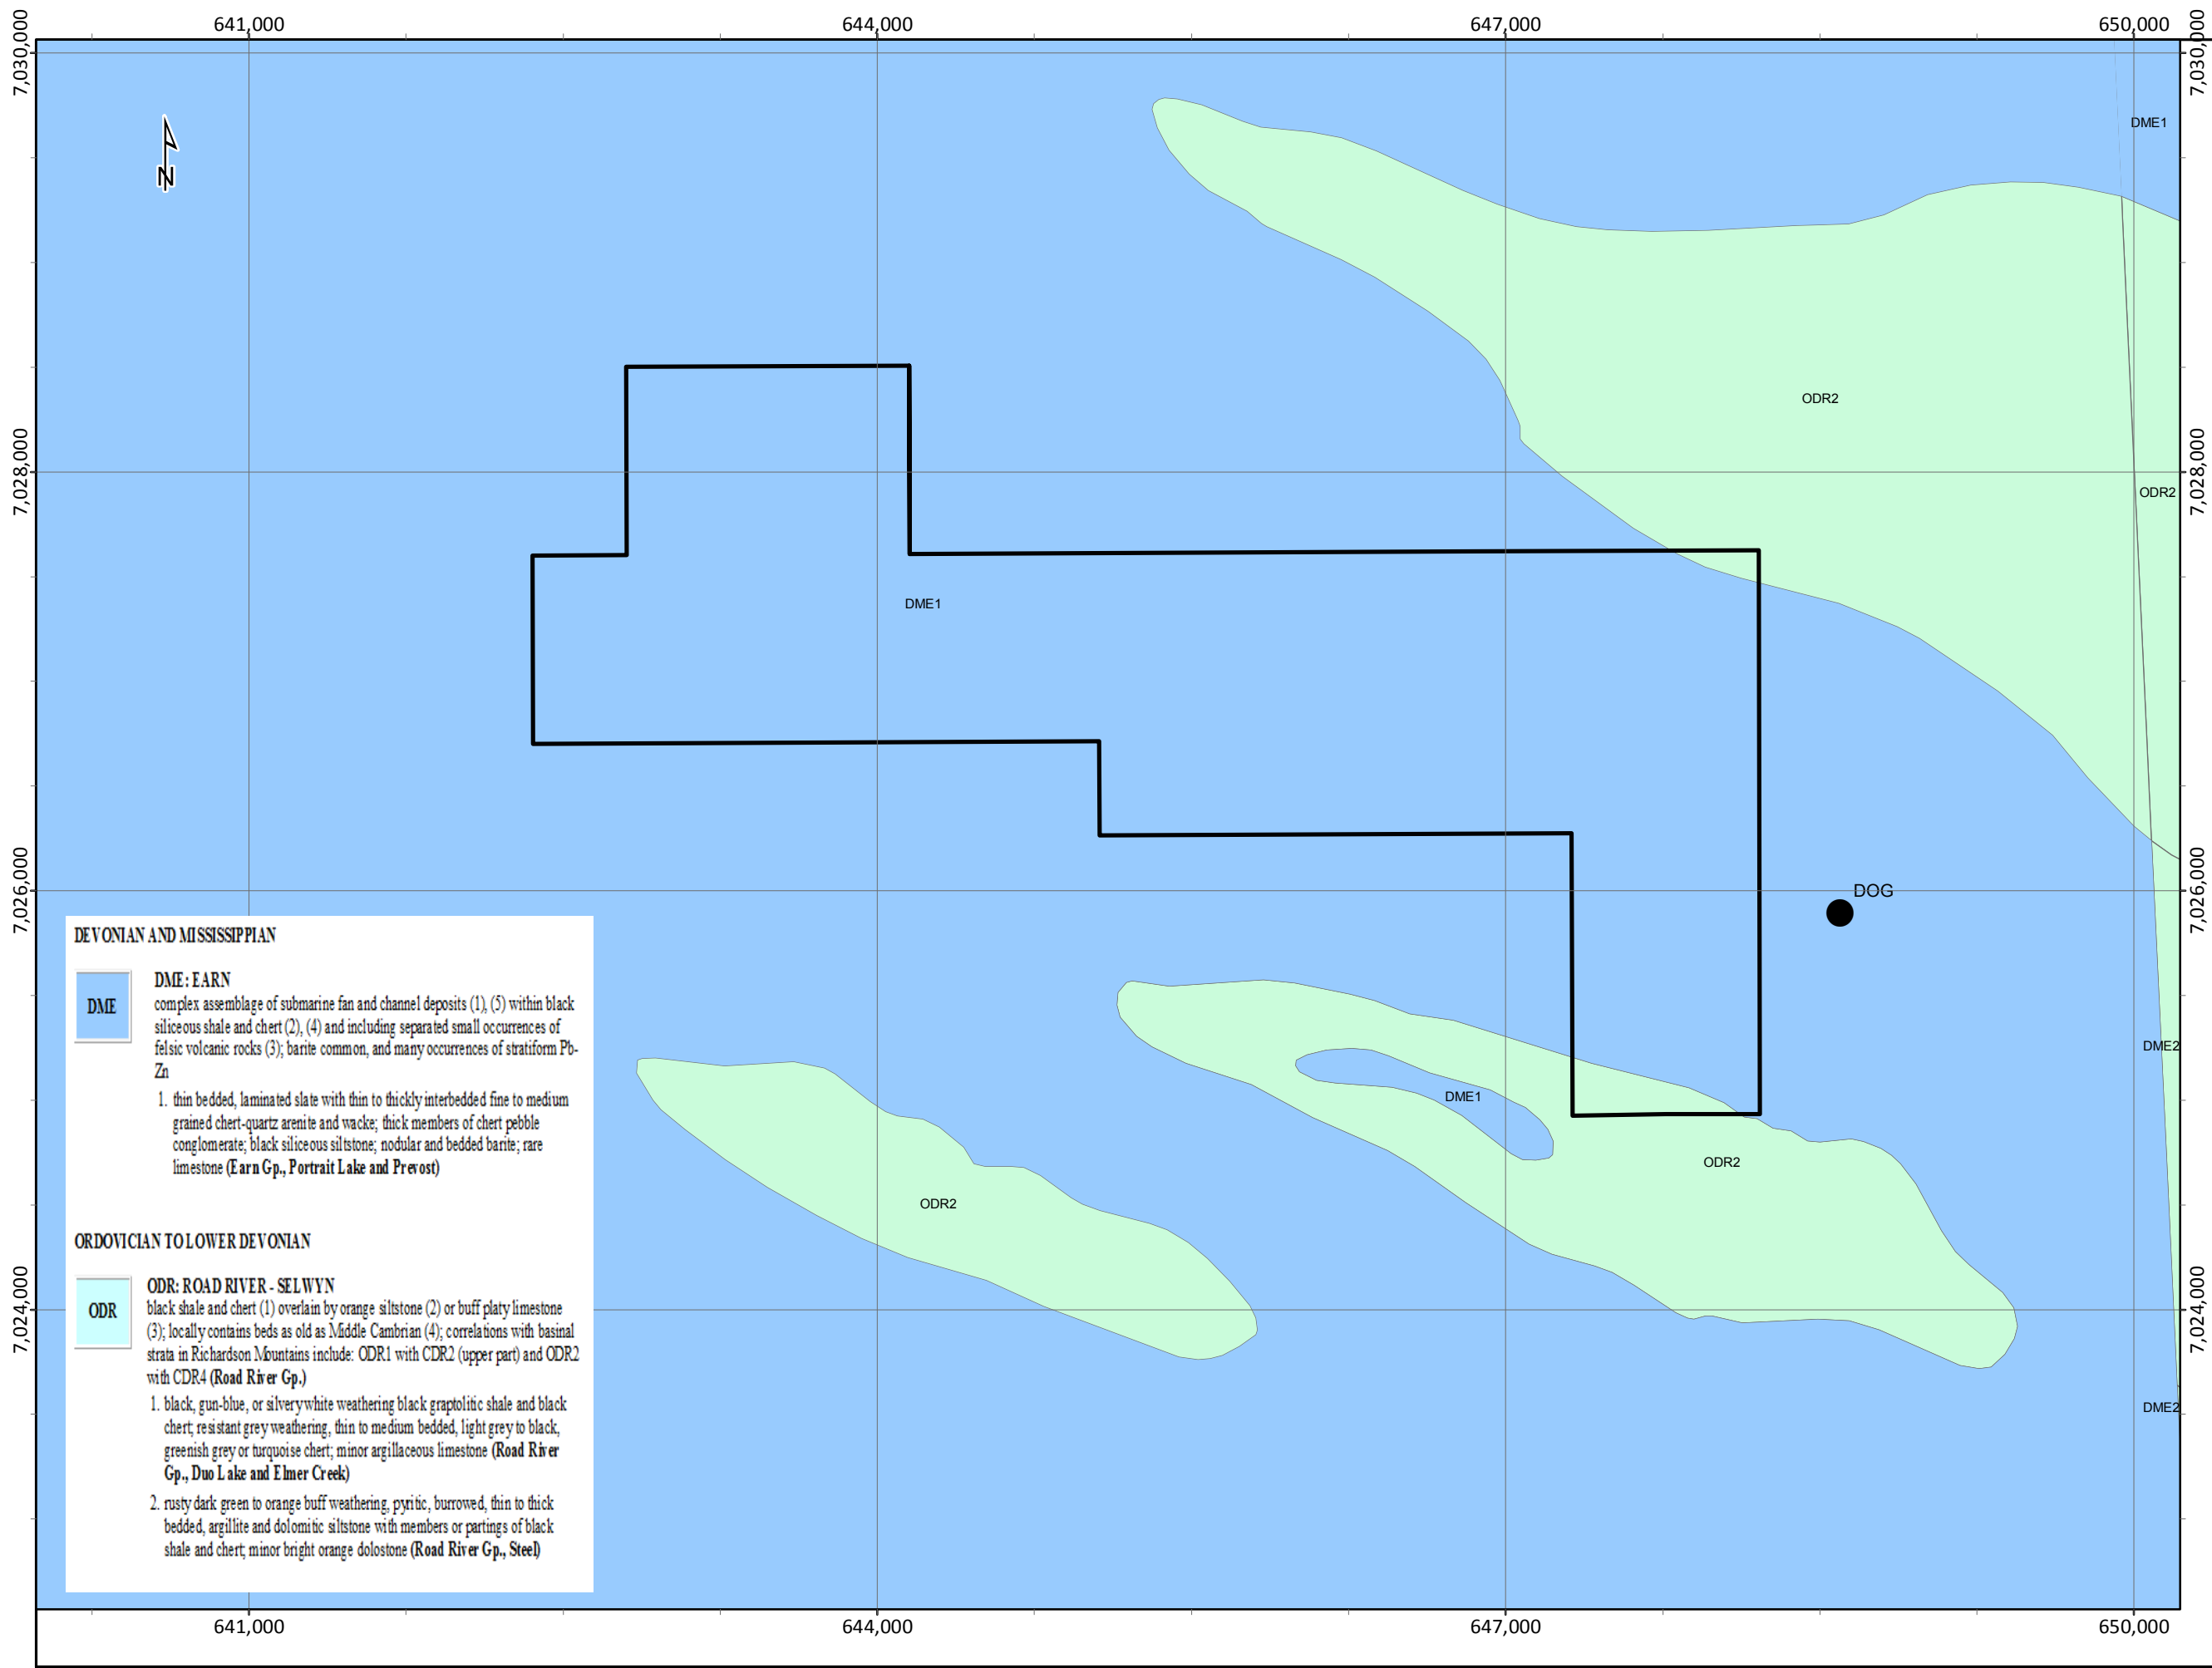 641,000 644,000 647,000 650,000
7,030,000 7,030,000
DME1
N
ODR2
7,028,000 7,028,000
ODR2
DME1
DOG
7,026,000 7,026,000
DEVONIAN AND MISSISSIPPIAN
DME
DME: EARN
complex assemblage of submarine fan and channel deposits (1), (5) within black
siliceous shale and chert (2), (4) and including separated small occurrences of
felsic volcanic rocks (3); barite common, and many occurrences of stratiform Pb-
Zn
1. thin bedded, laminated slate with thin to thickly interbedded fine to medium
grained chert-quartz arenite and wacke; thick members of chert pebble
conglomerate; black siliceous siltstone; nodular and bedded barite; rare
limestone (Earn Gp., Portrait Lake and Prevost)
DME2
DME1
ODR2
ODR2
ORDOVICIAN TO LOWER DEVONIAN
ODR
ODR: ROAD RIVER - SELWYN
black shale and chert (1) overlain by orange siltstone (2) or buff platy limestone
(3); locally contains beds as old as Middle Cambrian (4); correlations with basinal
strata in Richardson Mountains include: ODR1 with CDR2 (upper part) and ODR2
with CDR4 (Road River Gp.)
1. black, gun-blue, or silvery white weathering black graptolitic shale and black
chert; resistant grey weathering, thin to medium bedded, light grey to black,
greenish grey or turquoise chert; minor argillaceous limestone (Road River
Gp., Duo Lake and Elmer Creek)
2. rusty dark green to orange buff weathering, pyritic, burrowed, thin to thick
bedded, argillite and dolomitic siltstone with members or partings of black
shale and chert; minor bright orange dolostone (Road River Gp., Steel)
7,024,000 7,024,000
DME2
641,000 644,000 647,000 650,000